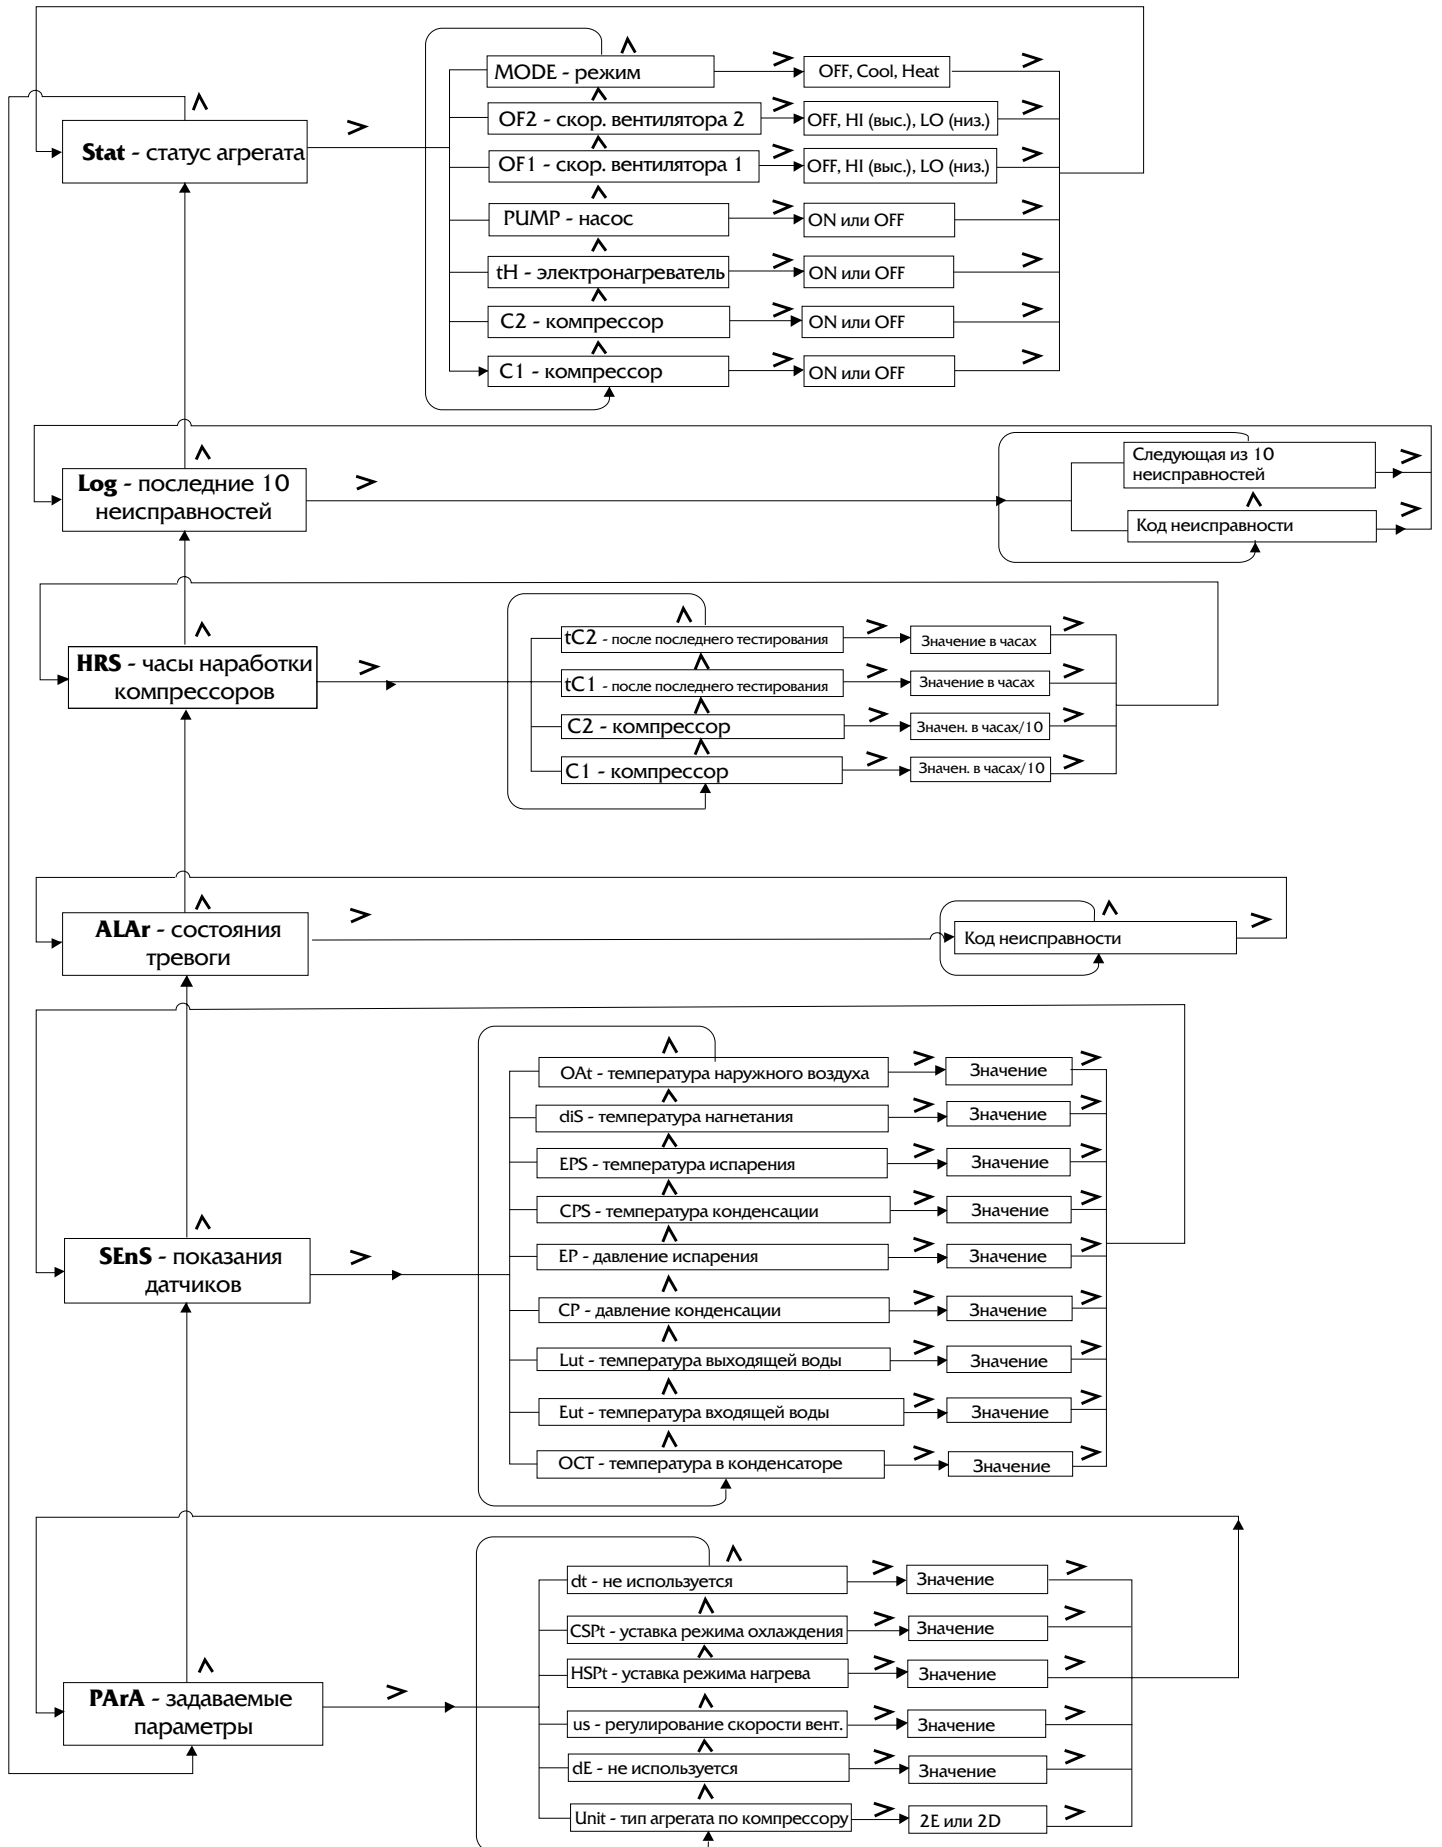 MODE - режим
OFF, Cool, Heat
OF2 - скор. вентилятора 2
OFF, HI (выс.), LO (низ.)
Stat - статус агрегата
OF1 - скор. вентилятора 1
OFF, HI (выс.), LO (низ.)
PUMP - насос
ON или OFF
tH - электронагреватель
ON или OFF
C2 - компрессор
ON или OFF
C1 - компрессор
ON или OFF
Log - последние 10
неисправностей
Следующая из 10
неисправностей
Код неисправности
HRS - часы наработки
компрессоров
tC2 - после последнего тестирования
Значение в часах
tC1 - после последнего тестирования
Значение в часах
C2 - компрессор
Значен. в часах/10
C1 - компрессор
Значен. в часах/10
ALAr - состояния
тревоги
Код неисправности
OAt - температура наружного воздуха
Значение
diS - температура нагнетания
Значение
EPS - температура испарения
Значение
CPS - температура конденсации
Значение
SEnS - показания
датчиков
EP - давление испарения
Значение
CP - давление конденсации
Значение
Lut - температура выходящей воды
Значение
Eut - температура входящей воды
Значение
OCT - температура в конденсаторе
Значение
dt - не используется
Значение
CSPt - уставка режима охлаждения
Значение
HSPt - уставка режима нагрева
Значение
PArA - задаваемые
параметры
us - регулирование скорости вент.
Значение
dE - не используется
Значение
Unit - тип агрегата по компрессору
2E или 2D